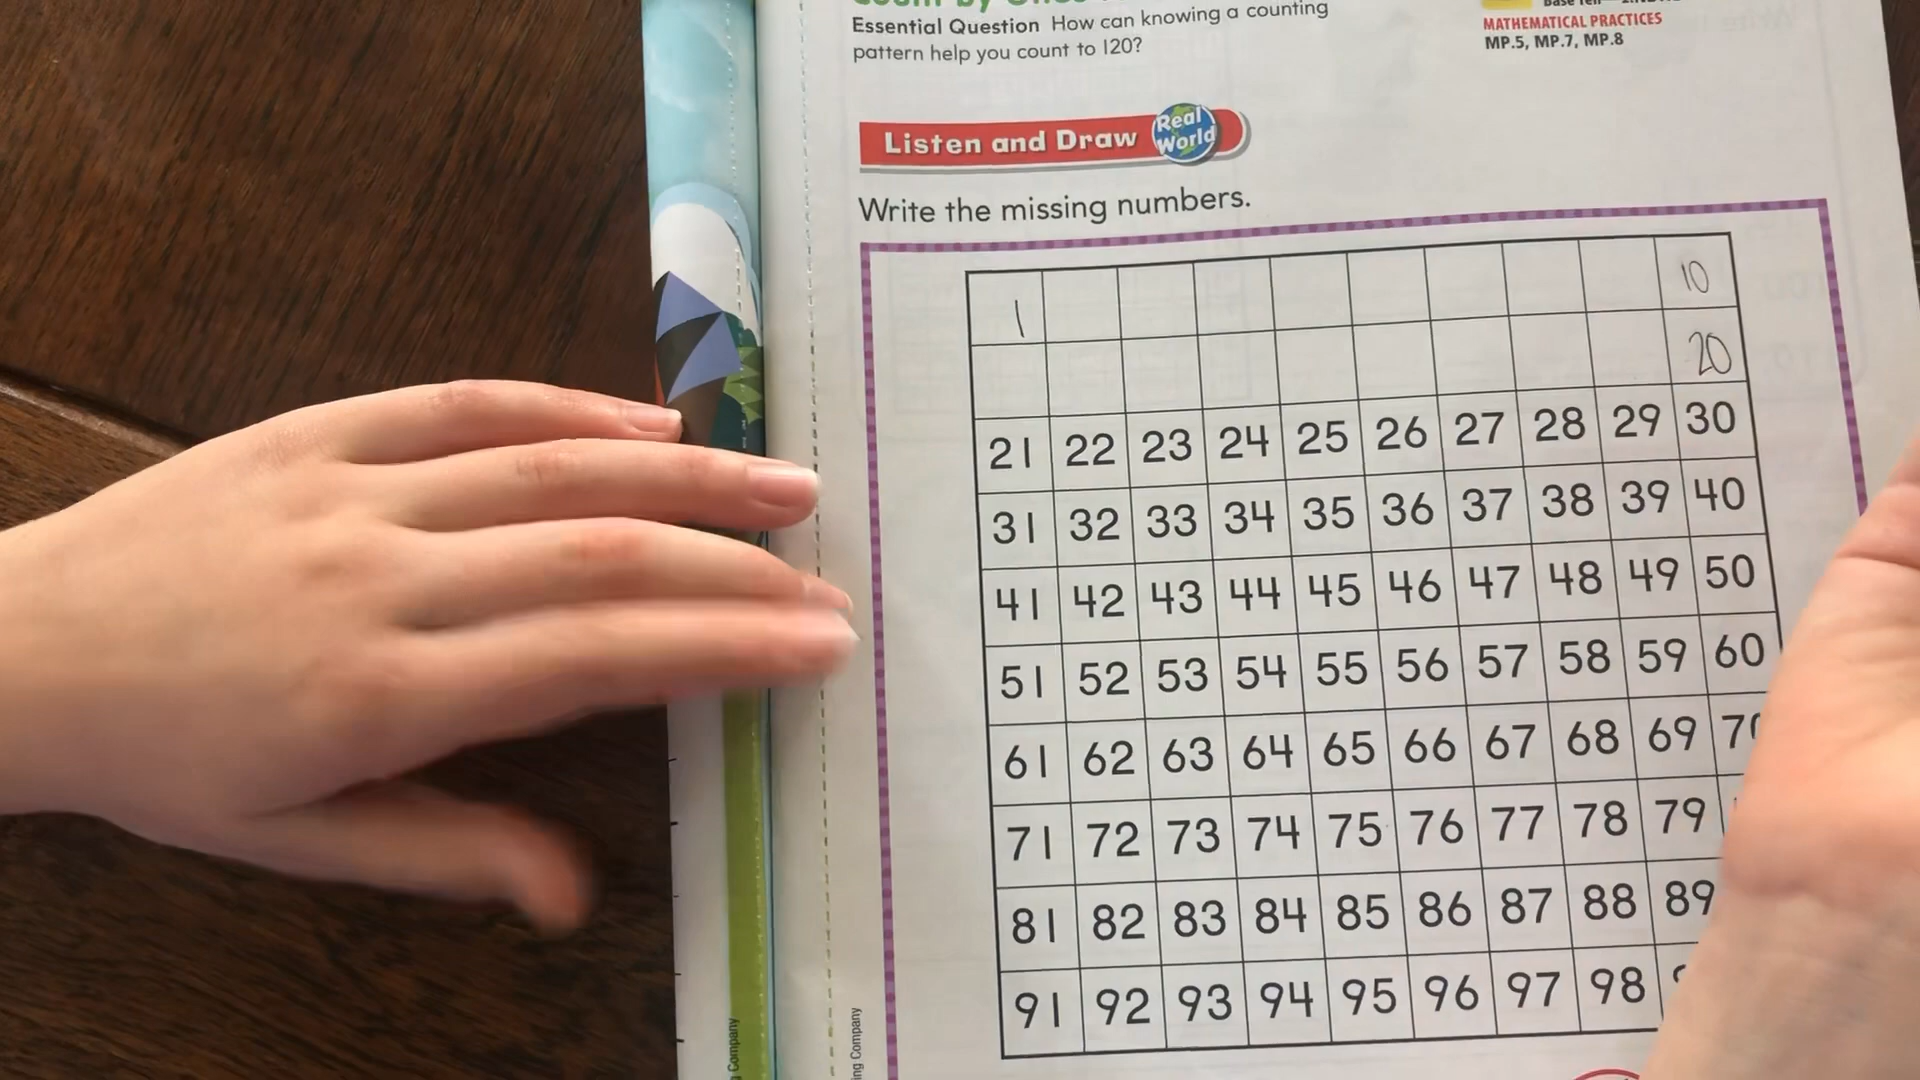 Essential Question How can knowing a counting
pattern help you count to 120?
MATHEMATICAL PRACTICES
MP.5, MP.7, MP.8
Listen and Draw Real World
Write the missing numbers.
1 10
20
21 22 23 24 25 26 27 28 29 30
31 32 33 34 35 36 37 38 39 40
41 42 43 44 45 46 47 48 49 50
51 52 53 54 55 56 57 58 59 60
61 62 63 64 65 66 67 68 69
71 72 73 74 75 76 77 78 79
81 82 83 84 85 86 87 88 89
91 92 93 94 95 96 97 98
Company
Company